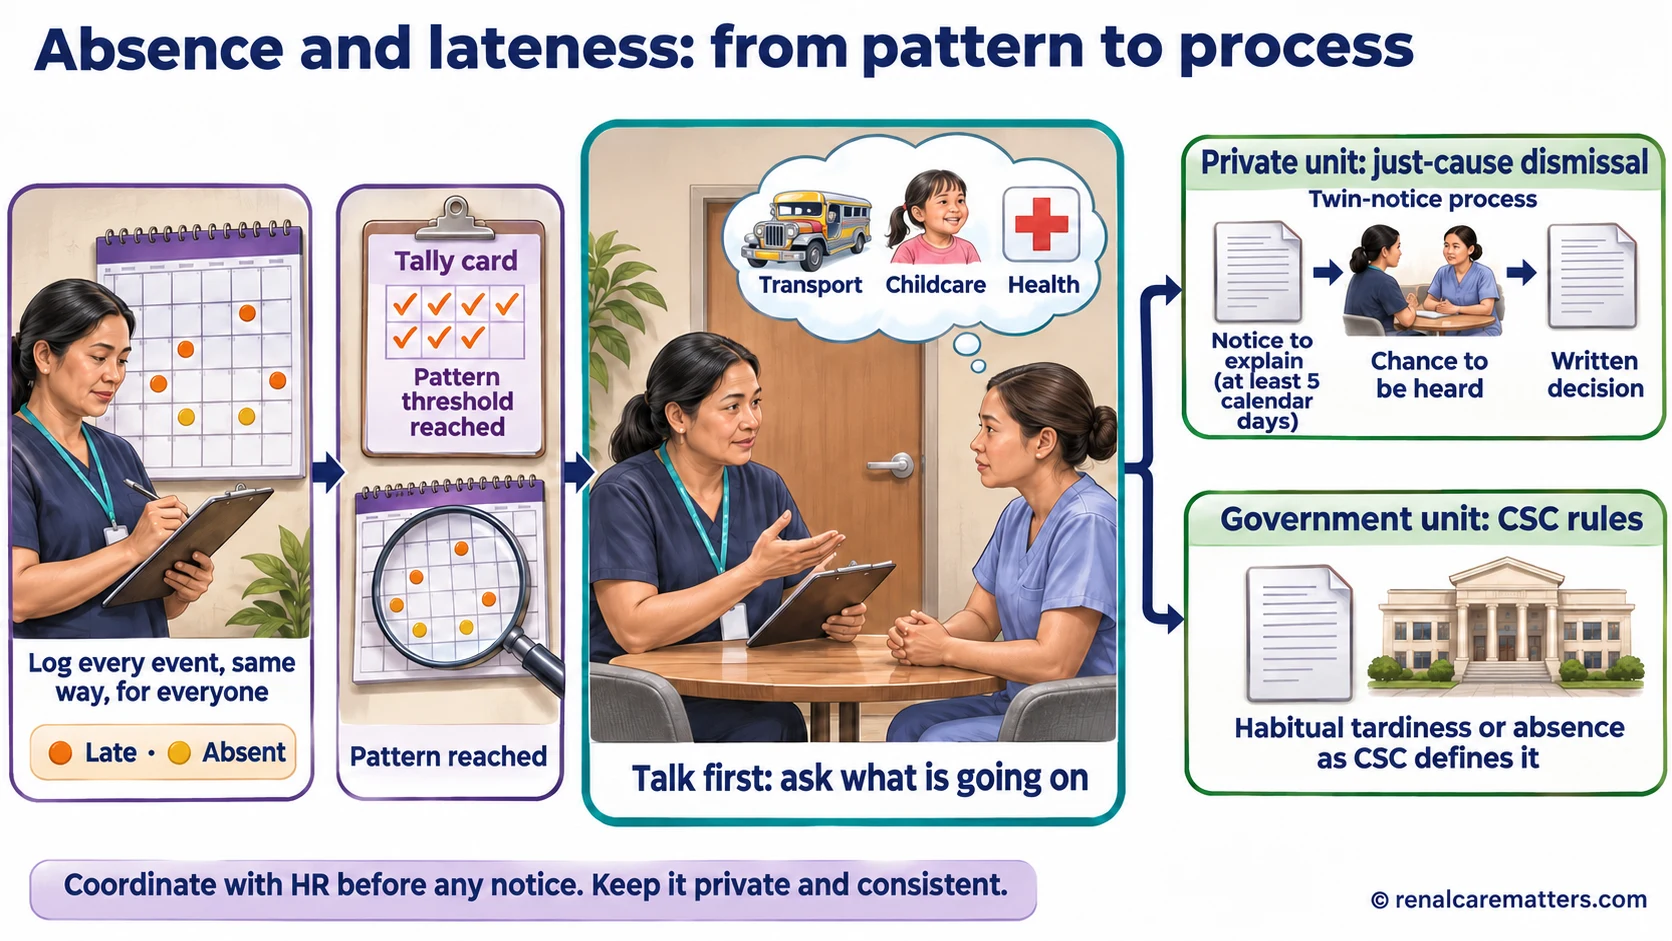 Absence and lateness: from pattern to process
Log every event, same
way, for everyone
Late · Absent
Tally card
Pattern
threshold
reached
Pattern reached
Transport
Childcare
Health
Talk first: ask what is going on
Private unit: just-cause dismissal
Twin-notice process
Notice to
explain
(at least 5
calendar
days)
Chance to
be heard
Written
decision
Government unit: CSC rules
Habitual tardiness or absence
as CSC defines it
Coordinate with HR before any notice. Keep it private and consistent.
© renalcarematters.com